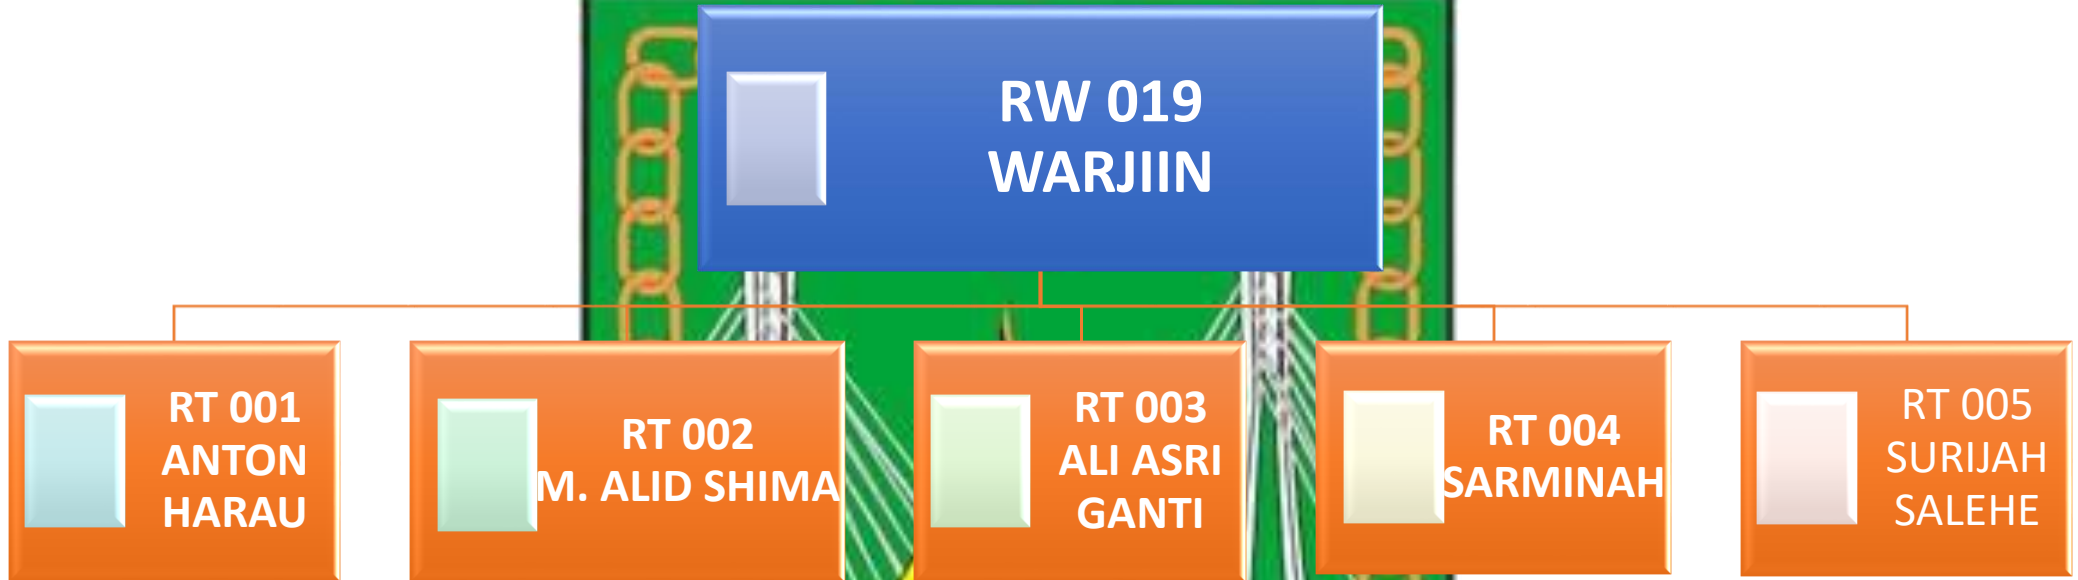 RW 019
WARJIIN
RT 001
ANTON
HARAU
RT 002
M. ALID SHIMA
RT 003
ALI ASRI
GANTI
RT 004
SARMINAH
RT 005
SURIJAH
SALEHE